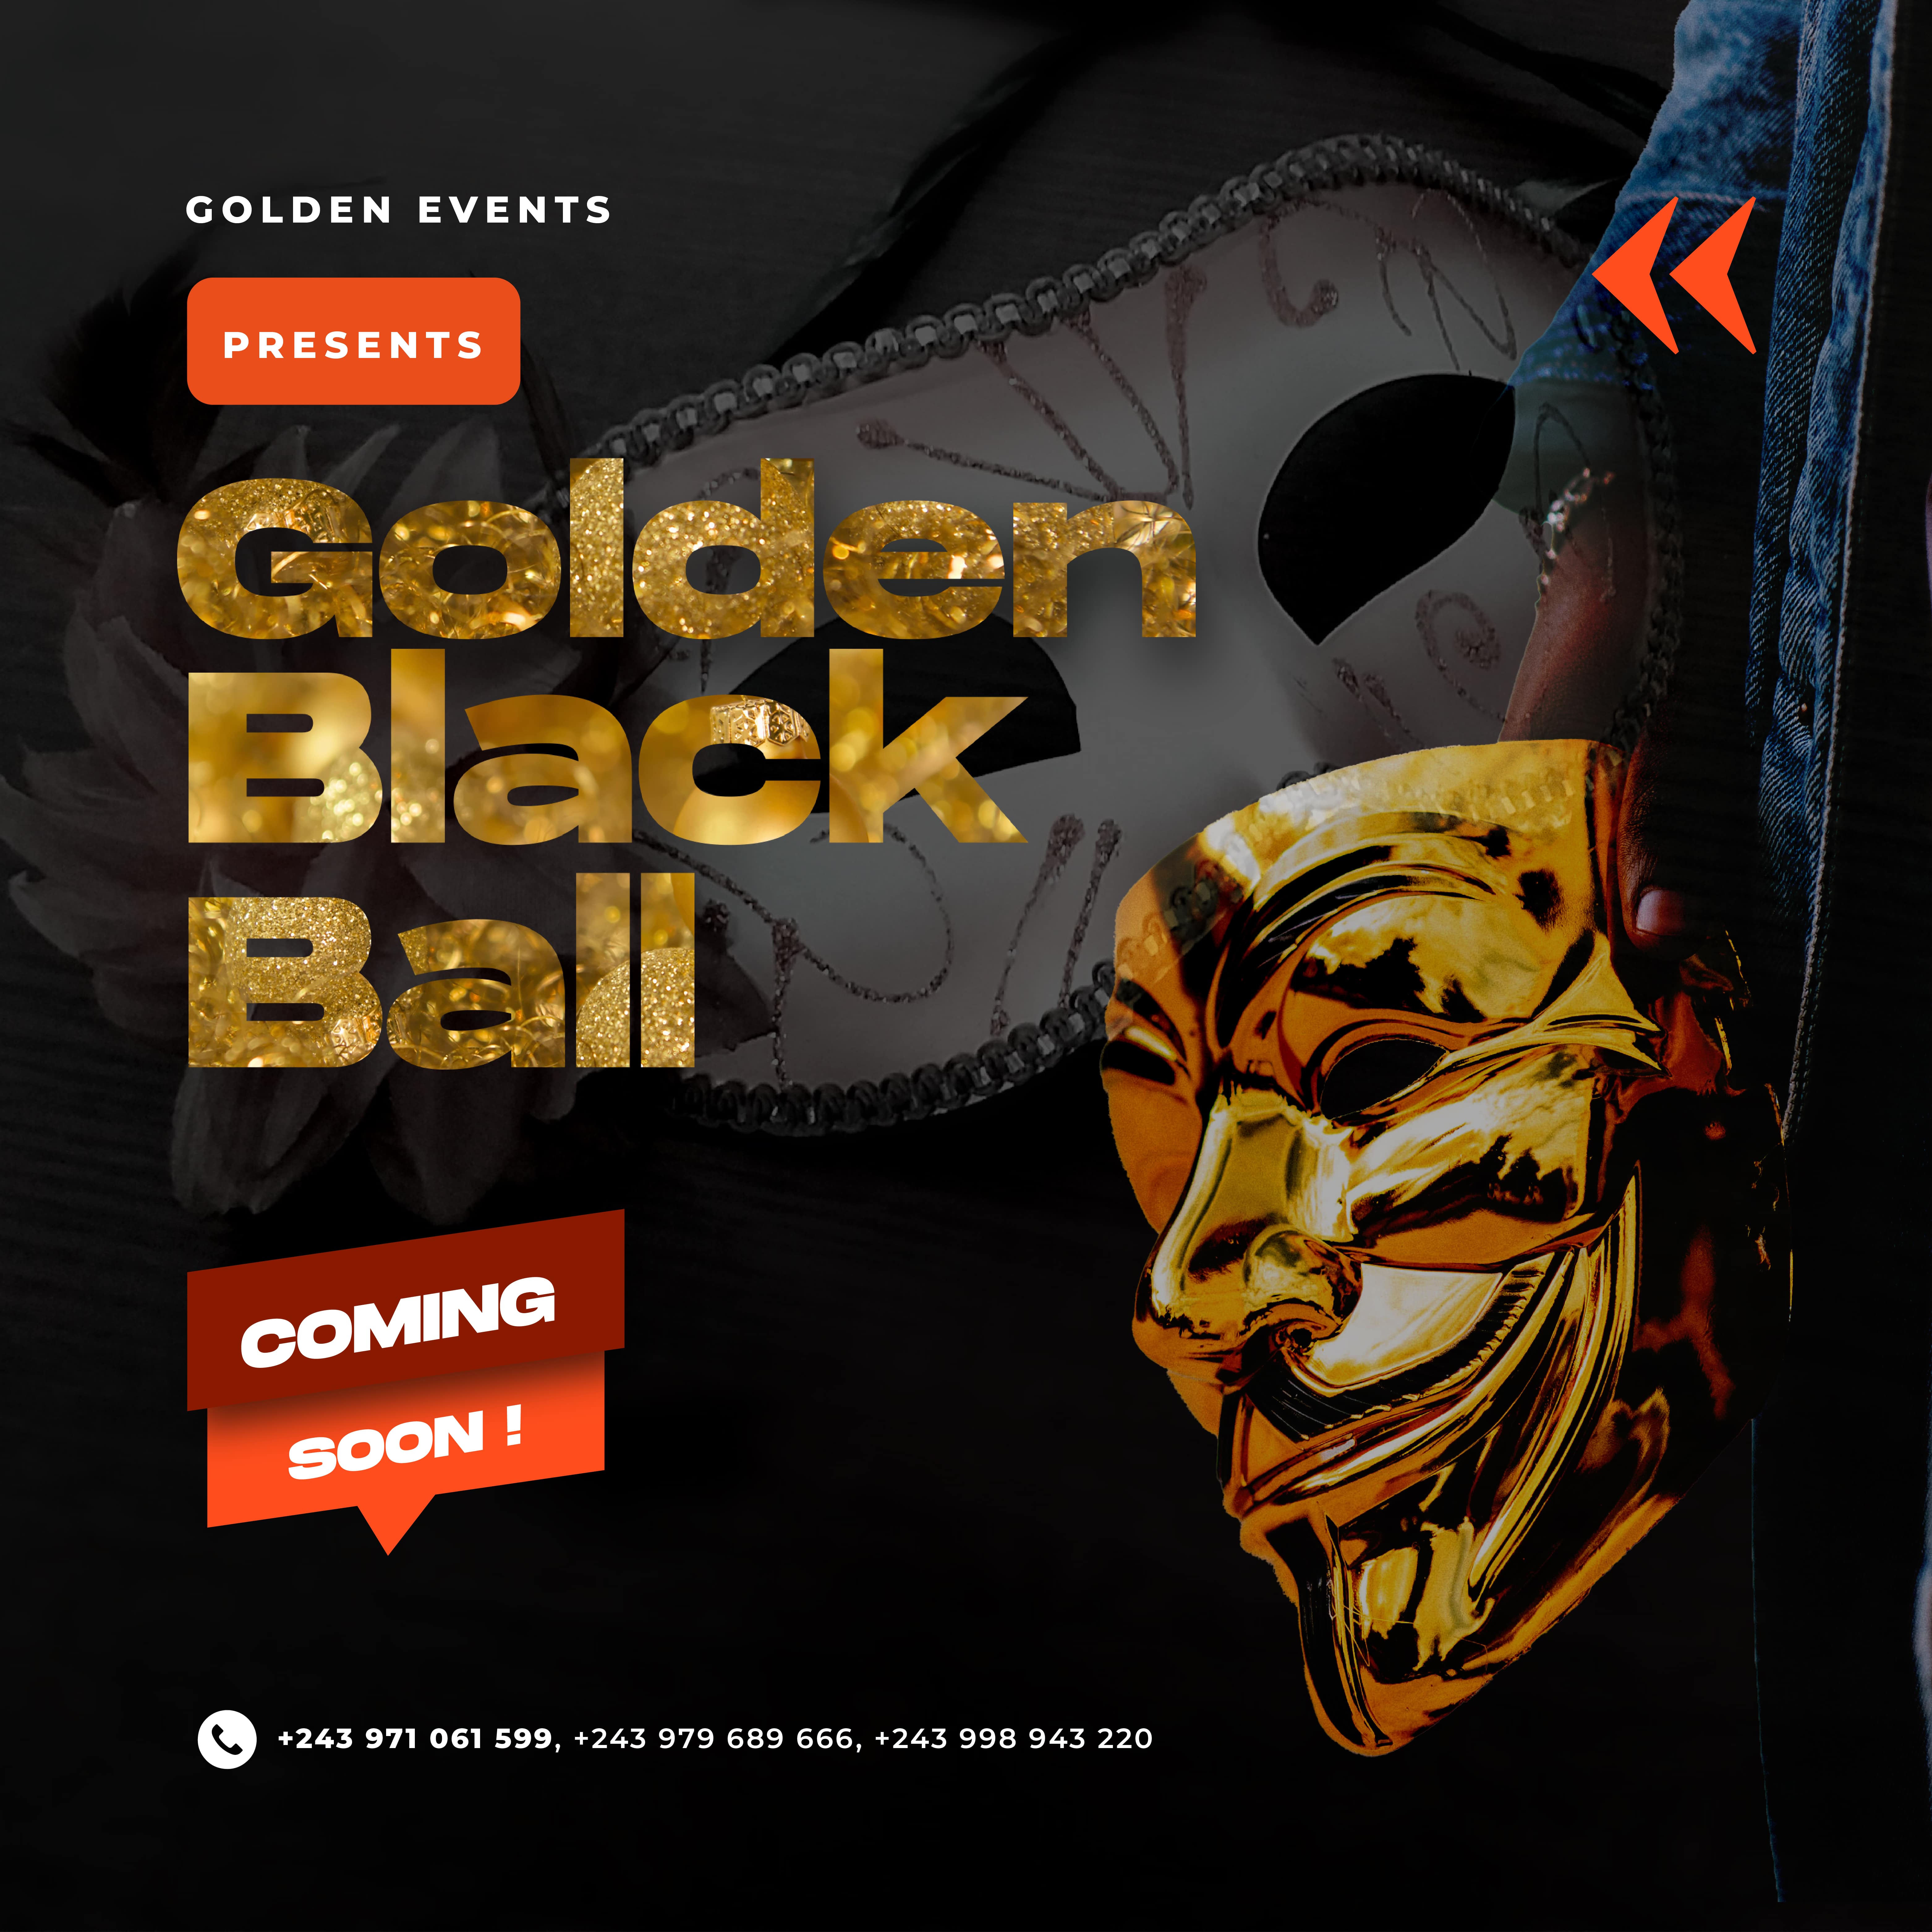 GOLDEN EVENTS
PRESENTS
Golden
Black
Ball
COMING
SOON !
+243 971 061 599, +243 979 689 666, +243 998 943 220